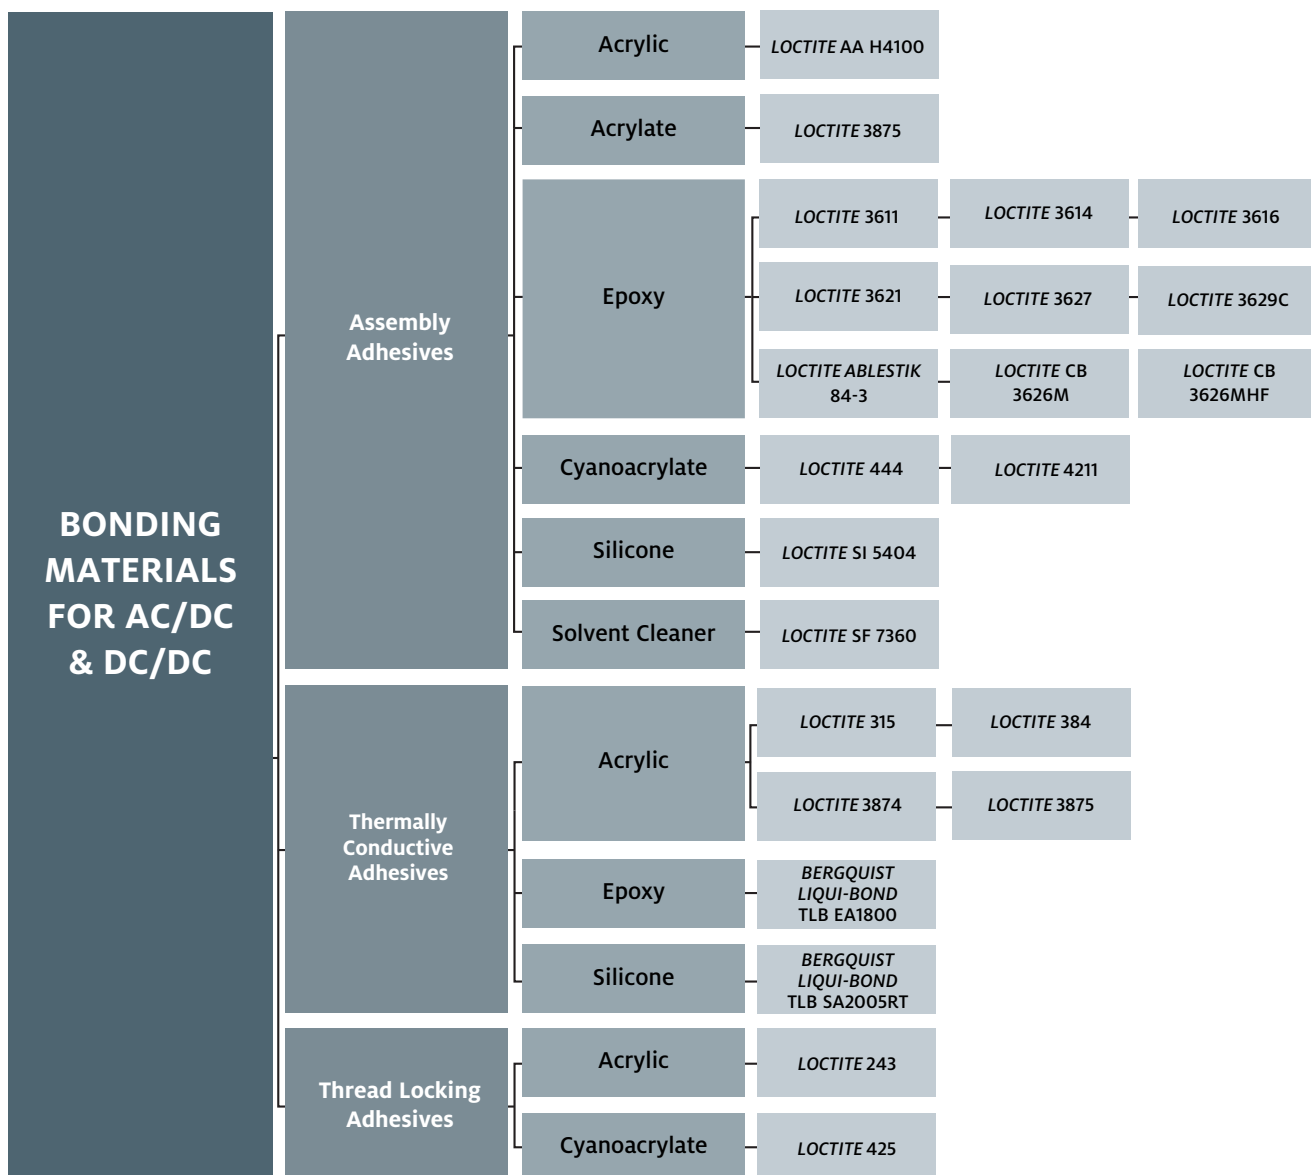 BONDING
MATERIALS
FOR AC/DC
& DC/DC
Assembly
Adhesives
Acrylic
LOCTITE AA H4100
Acrylate
LOCTITE 3875
Epoxy
LOCTITE 3611
LOCTITE 3614
LOCTITE 3616
LOCTITE 3621
LOCTITE 3627
LOCTITE 3629C
LOCTITE ABLESTIK
84-3
LOCTITE CB
3626M
LOCTITE CB
3626MHF
Cyanoacrylate
LOCTITE 444
LOCTITE 4211
Silicone
LOCTITE SI 5404
Solvent Cleaner
LOCTITE SF 7360
Thermally
Conductive
Adhesives
Acrylic
LOCTITE 315
LOCTITE 384
LOCTITE 3874
LOCTITE 3875
Epoxy
BERGQUIST
LIQUI-BOND
TLB EA1800
Silicone
BERGQUIST
LIQUI-BOND
TLB SA2005RT
Thread Locking
Adhesives
Acrylic
LOCTITE 243
Cyanoacrylate
LOCTITE 425